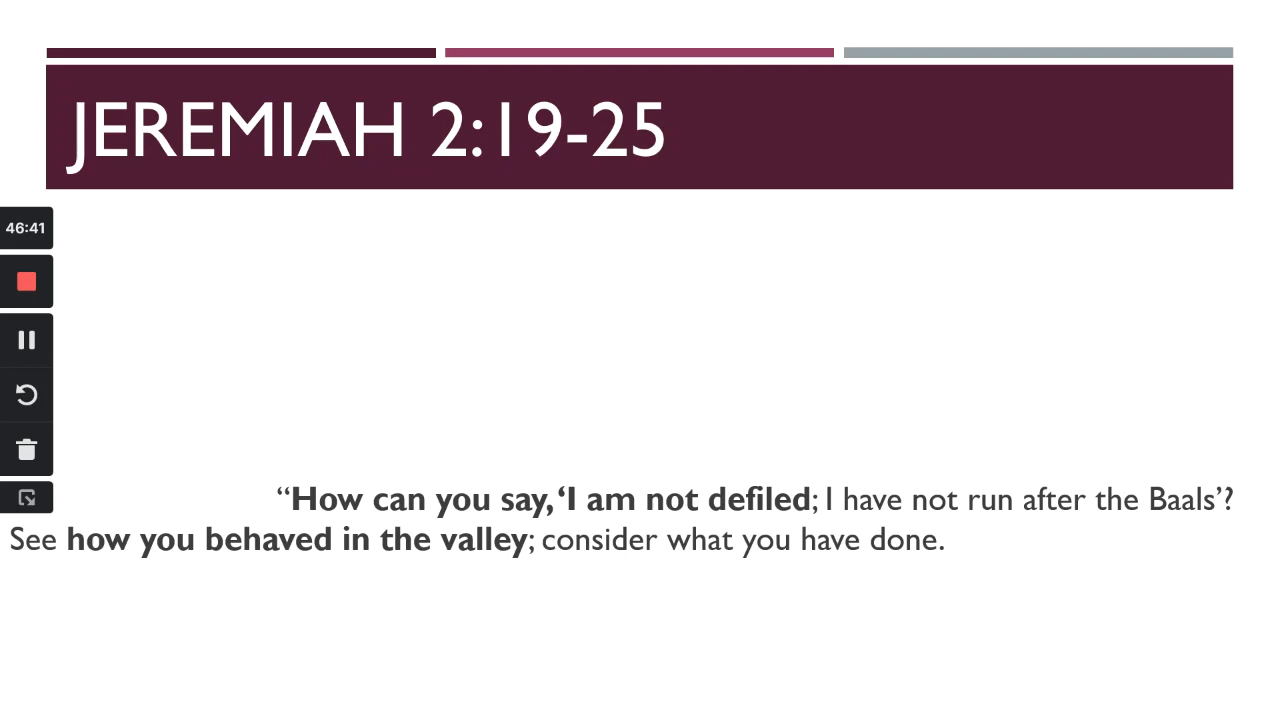 JEREMIAH 2:19-25
46:41
“How can you say, ‘I am not defiled; I have not run after the Baals’?
See how you behaved in the valley; consider what you have done.